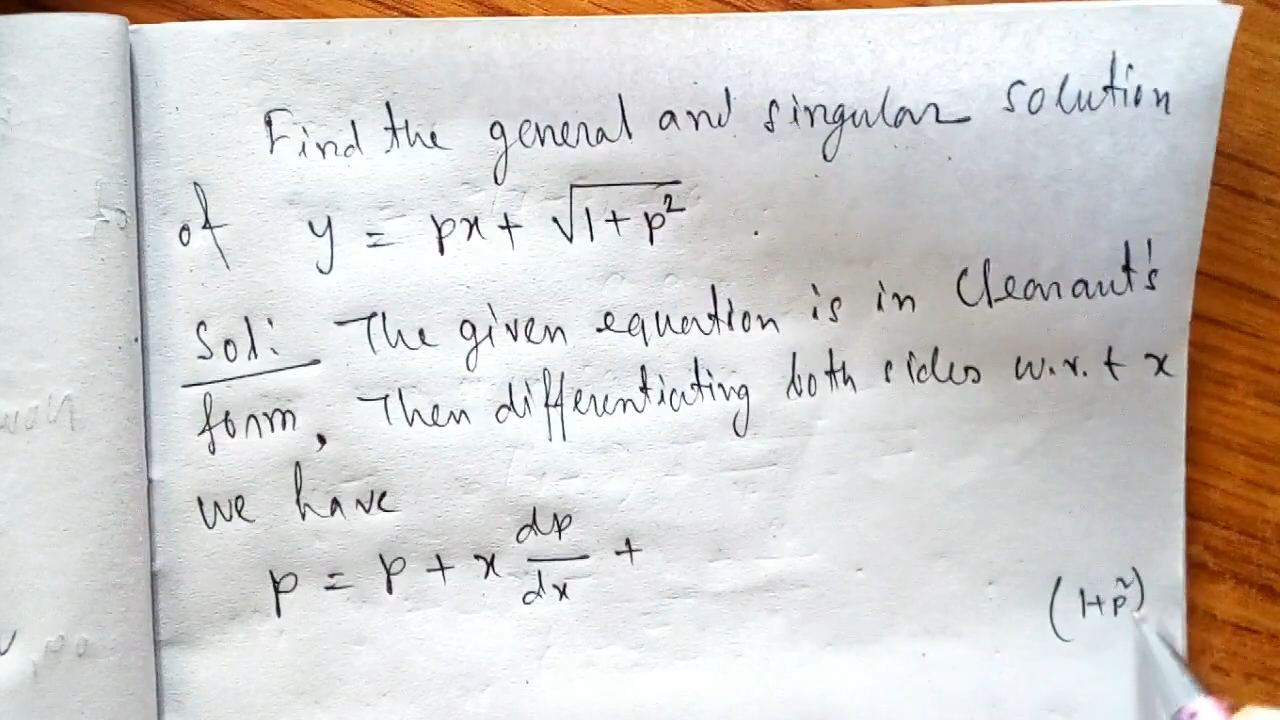 Find the general and singular solution
of y = px + √1+p² .
Sol: The given equation is in Clearaut's
form, Then differentiating both sides w.r.t x
we have
p = p + x dp/dx +
(1+p²)